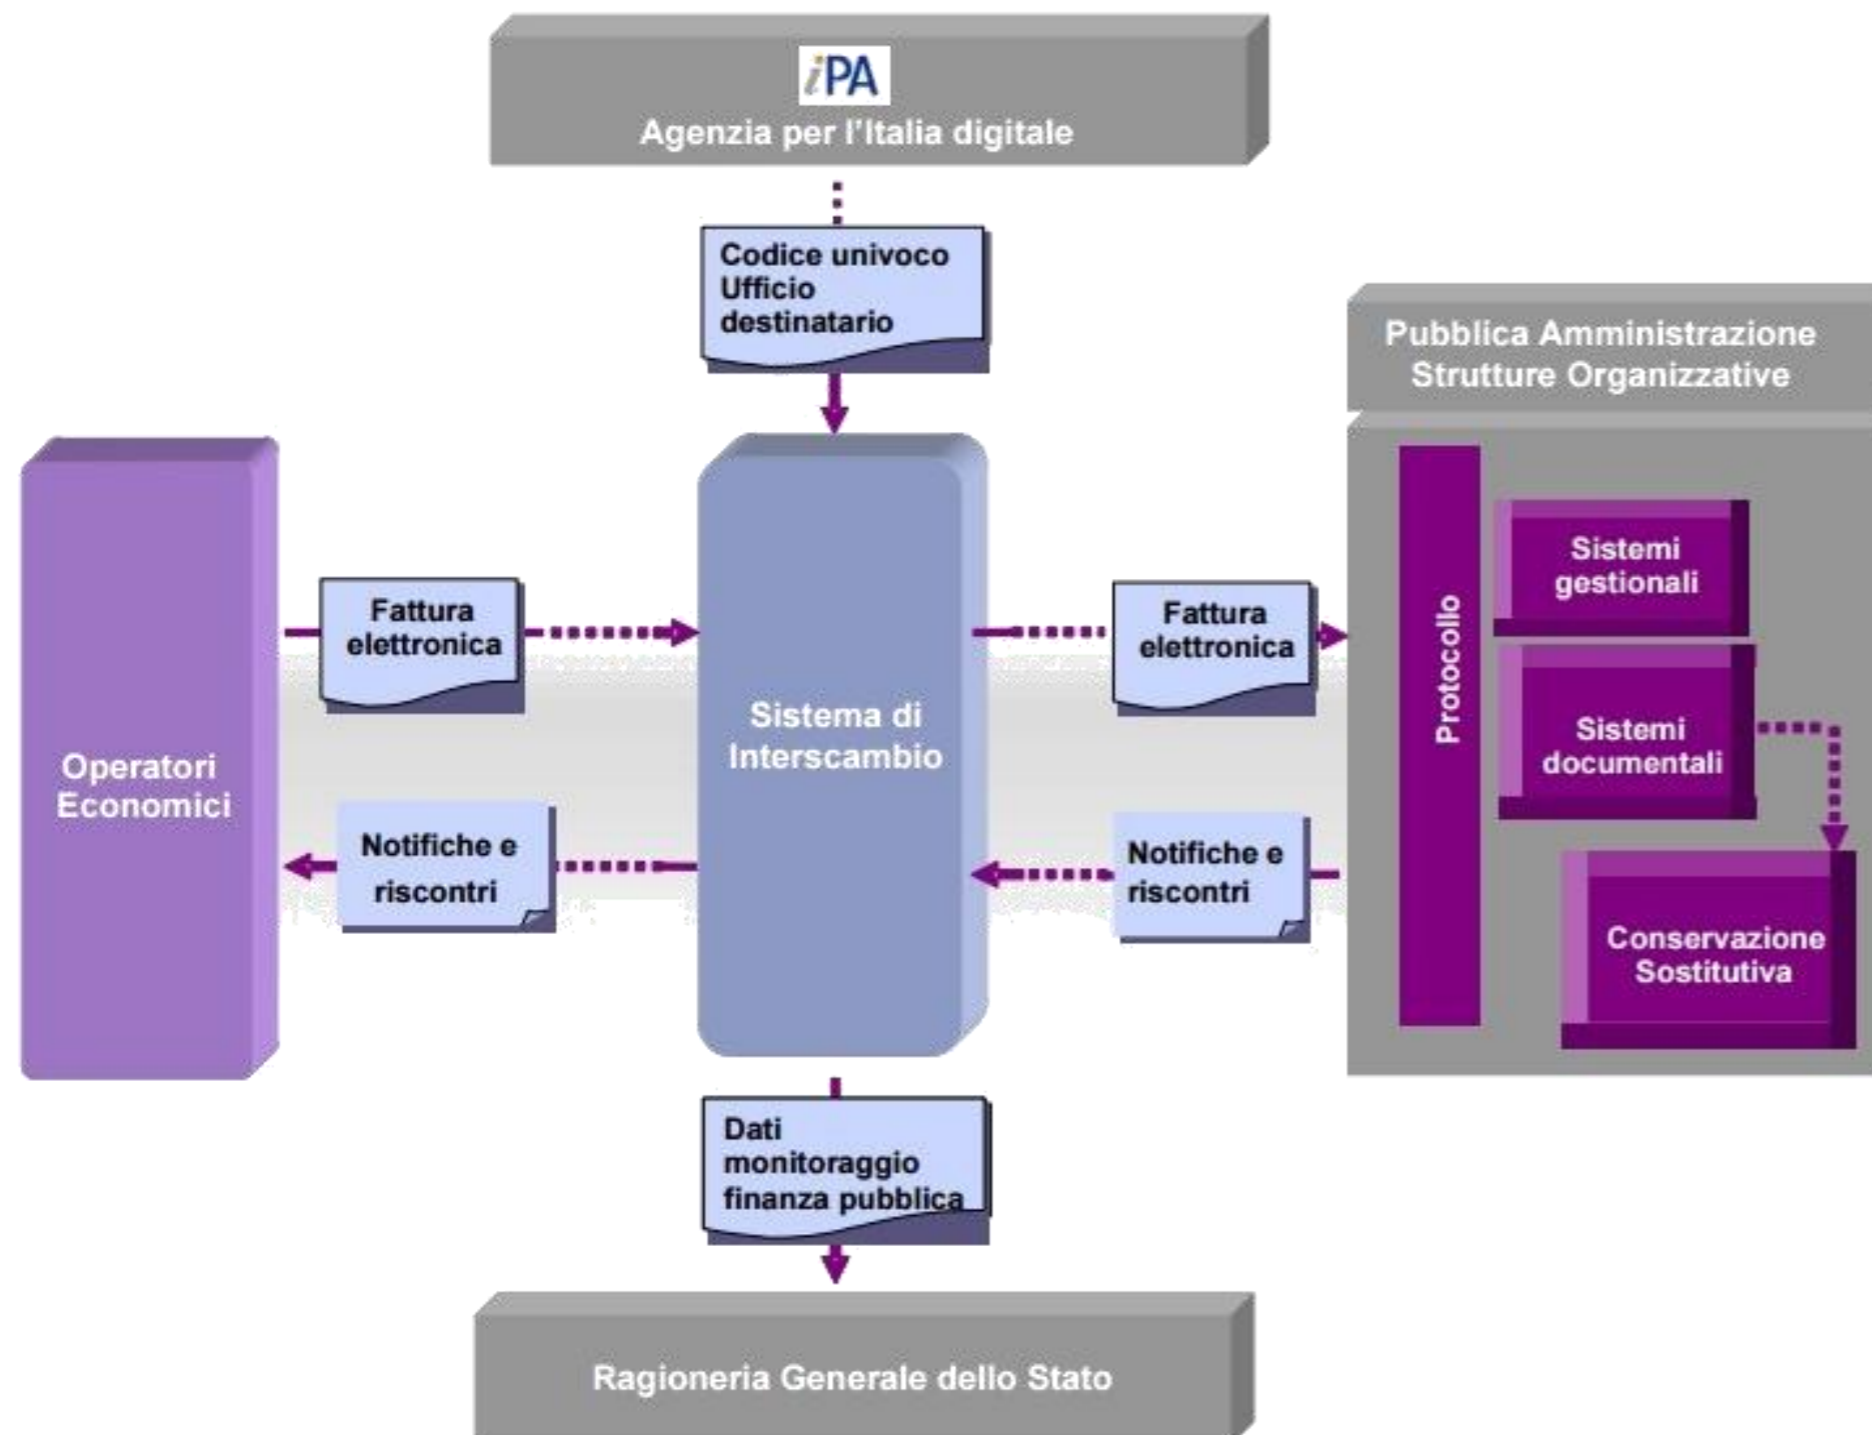 iPA
Agenzia per l'Italia digitale
Codice univoco
Ufficio
destinatario
Pubblica Amministrazione
Strutture Organizzative
Operatori
Economici
Fattura
elettronica
Notifiche e
riscontri
Sistema di
Interscambio
Fattura
elettronica
Notifiche e
riscontri
Protocollo
Sistemi
gestionali
Sistemi
documentali
Conservazione
Sostitutiva
Dati
monitoraggio
finanza pubblica
Ragioneria Generale dello Stato